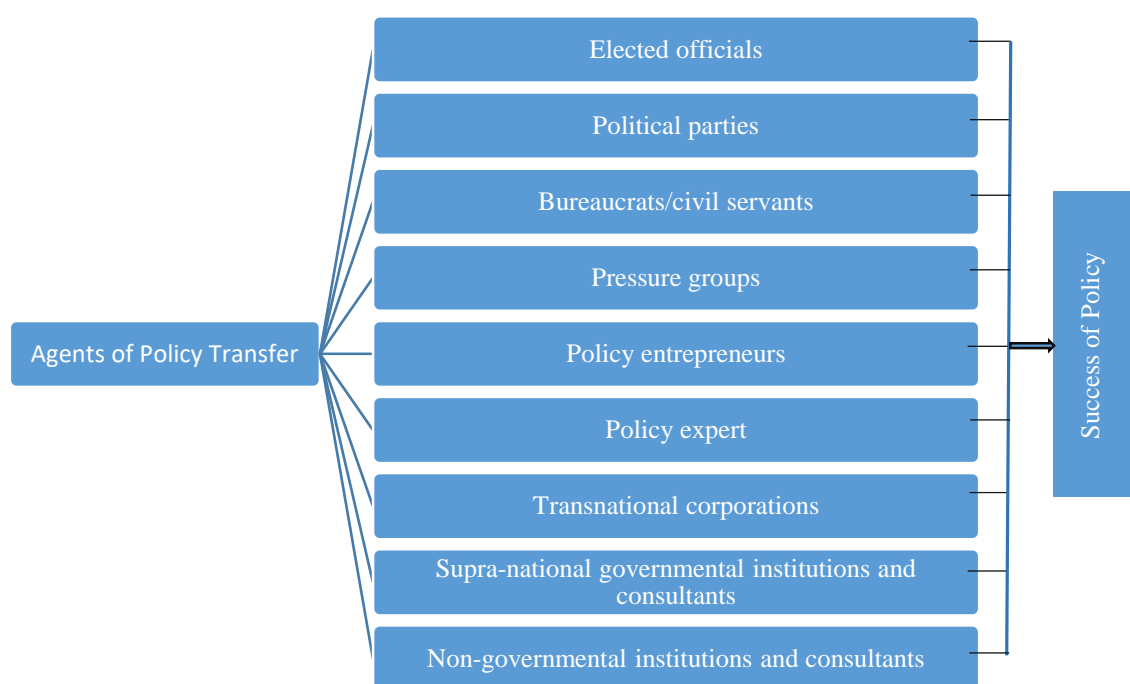 Elected officials
Political parties
Bureaucrats/civil servants
Pressure groups
Agents of Policy Transfer
Policy entrepreneurs
Policy expert
Transnational corporations
Supra-national governmental institutions and
consultants
Non-governmental institutions and consultants
Success of Policy